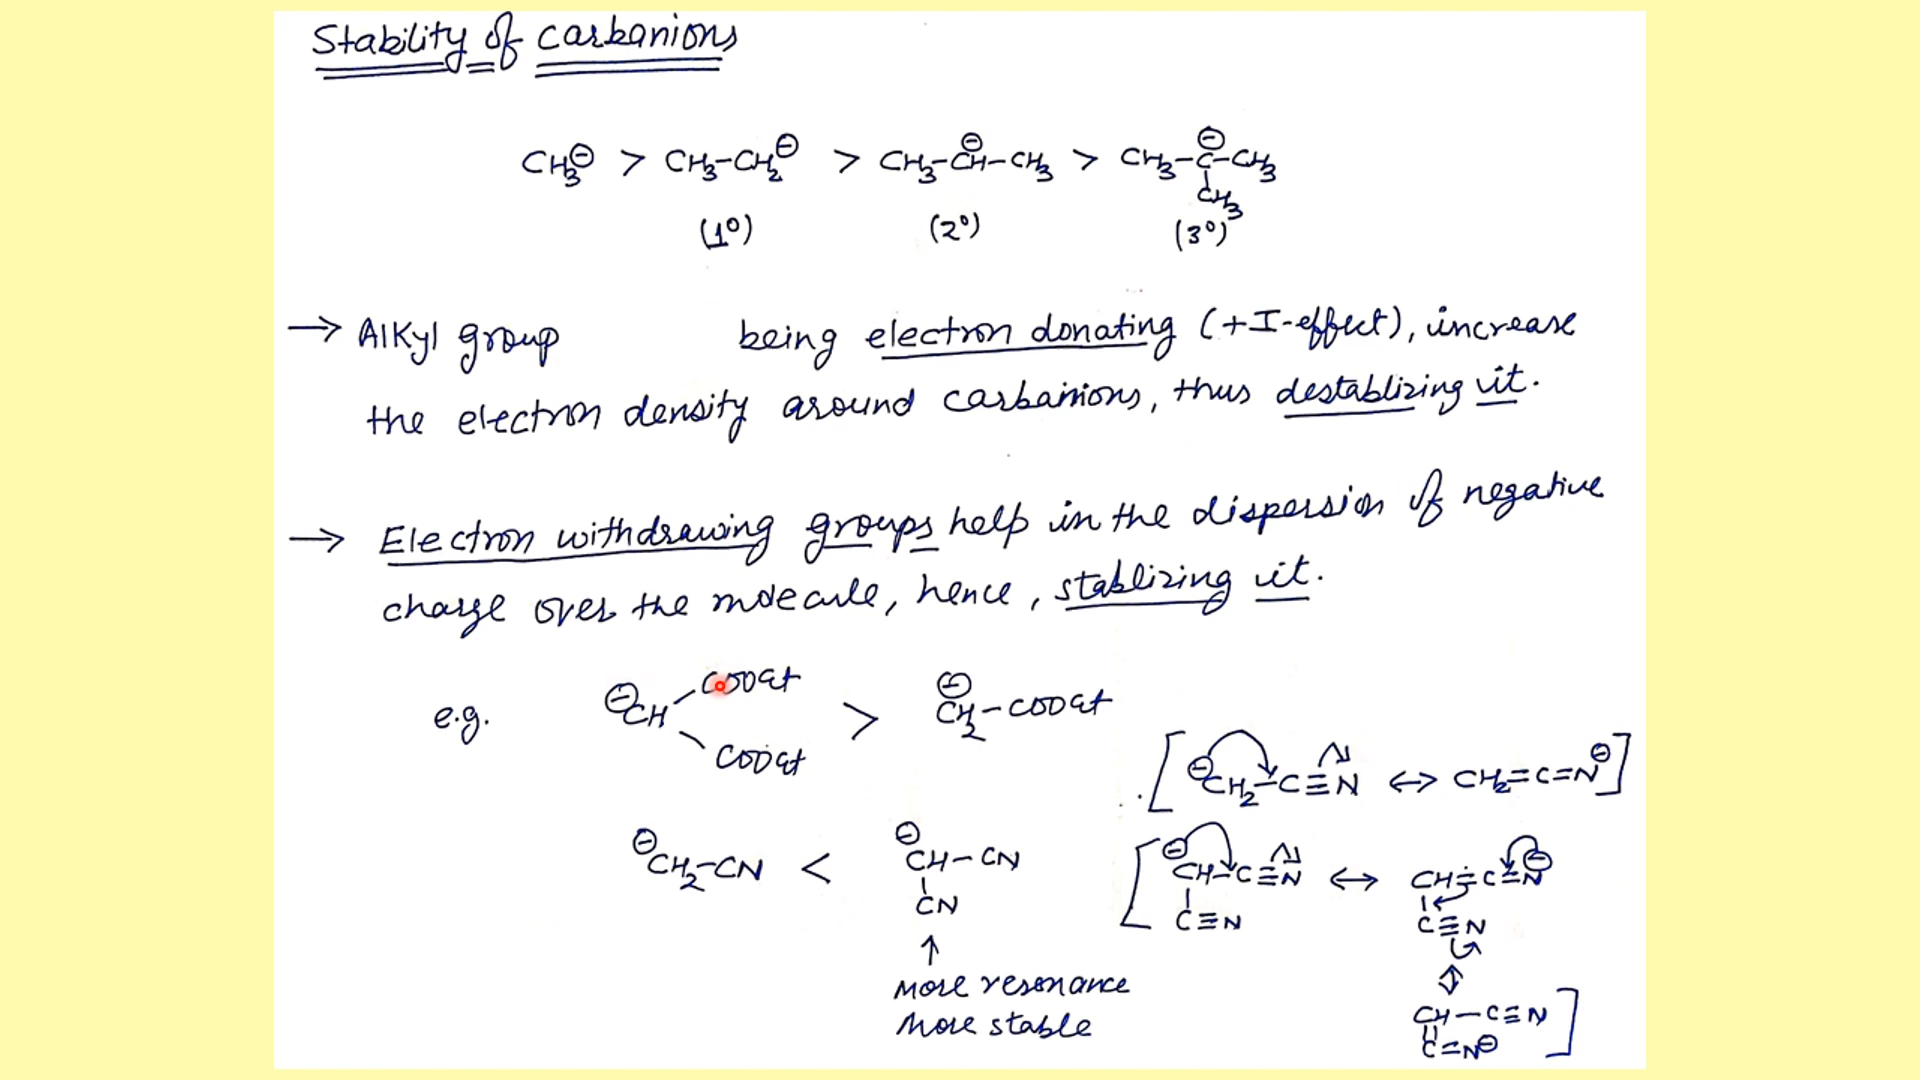 Stability of carbanions
CH₃⊖ > CH₃-CH₂⊖ > CH₃-CH⊖-CH₃ > CH₃-C⊖-CH₃
CH₃
(1°) (2°) (3°)
→ Alkyl group being electron donating (+I-effect), increase
the electron density around carbanions, thus destablizing it.
→ Electron withdrawing groups help in the dispersion of negative
charge over the molecule, hence, stablizing it.
e.g. ⊖CH COOEt COOEt > ⊖CH₂-COOEt
[⊖CH₂-C≡N ↔ CH₂=C=N⊖]
⊖CH₂-CN < ⊖CH-CN
CN
[⊖CH-C≡N ↔ CH=C=N⊖
C≡N C≡N
↑
More resonance
More stable
⇕
CH-C≡N
C=N⊖]